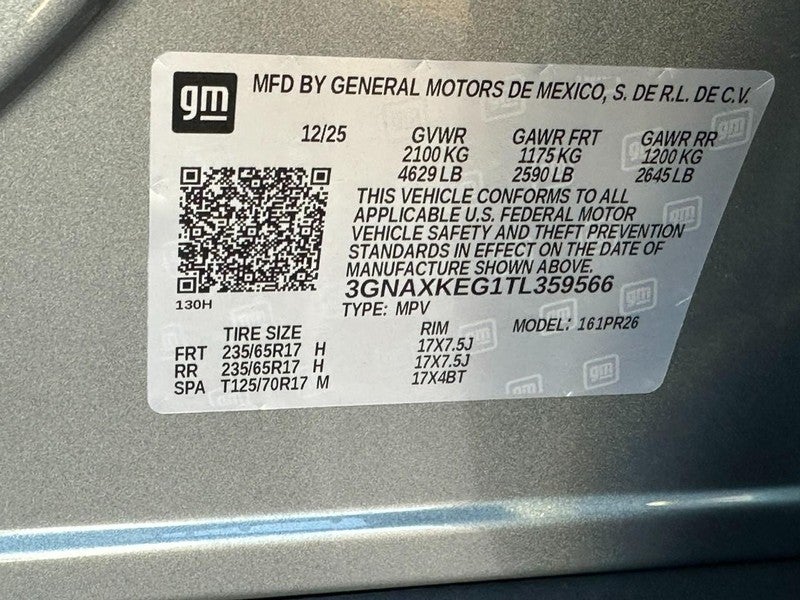 gm MFD BY GENERAL MOTORS DE MEXICO, S. DE R.L. DE C.V.
12/25 GVWR GAWR FRT GAWR RR
2100 KG 1175 KG 1200 KG
4629 LB 2590 LB 2645 LB
THIS VEHICLE CONFORMS TO ALL
APPLICABLE U.S. FEDERAL MOTOR
VEHICLE SAFETY AND THEFT PREVENTION
STANDARDS IN EFFECT ON THE DATE OF
MANUFACTURE SHOWN ABOVE.
3GNAXKEG1TL359566
130H
TYPE: MPV MODEL: 161PR26
TIRE SIZE RIM
FRT 235/65R17 H 17X7.5J
RR 235/65R17 H 17X7.5J
SPA T125/70R17 M 17X4BT